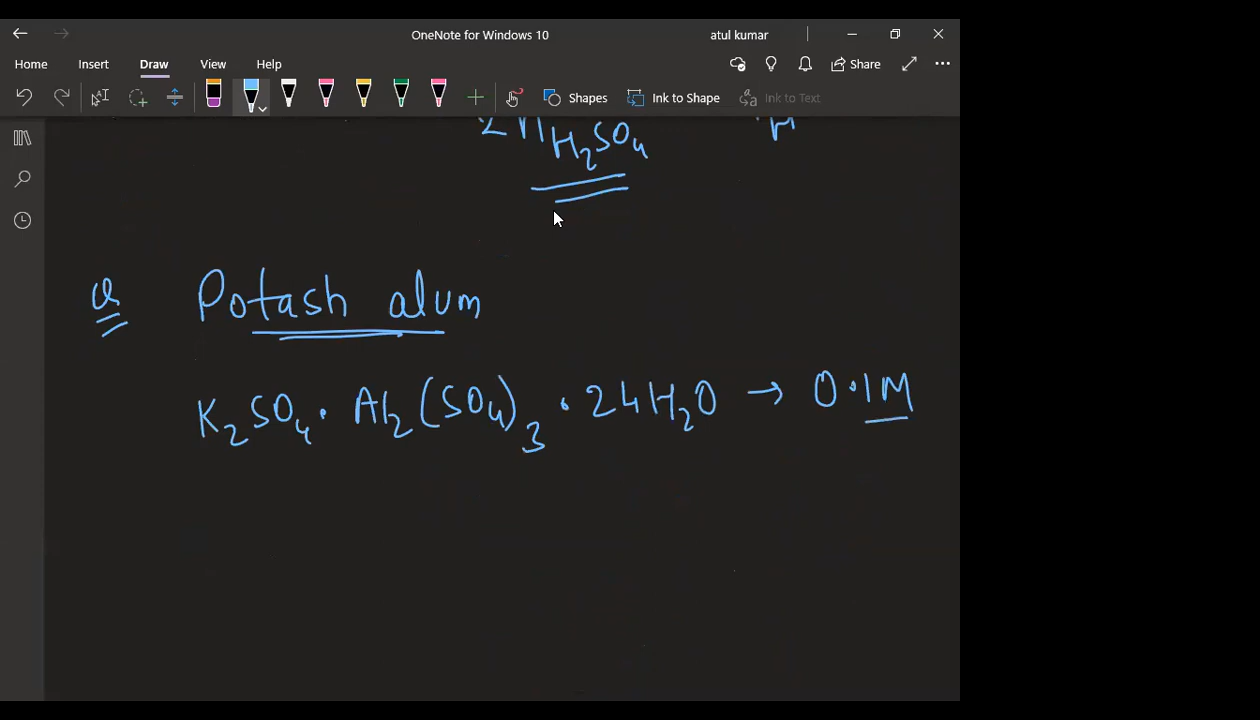 OneNote for Windows 10
atul kumar
Home Insert Draw View Help
Share
Shapes Ink to Shape Ink to Text
H₂SO₄
Q Potash alum
K₂SO₄ · Al₂(SO₄)₃ · 24H₂O → 0.1M